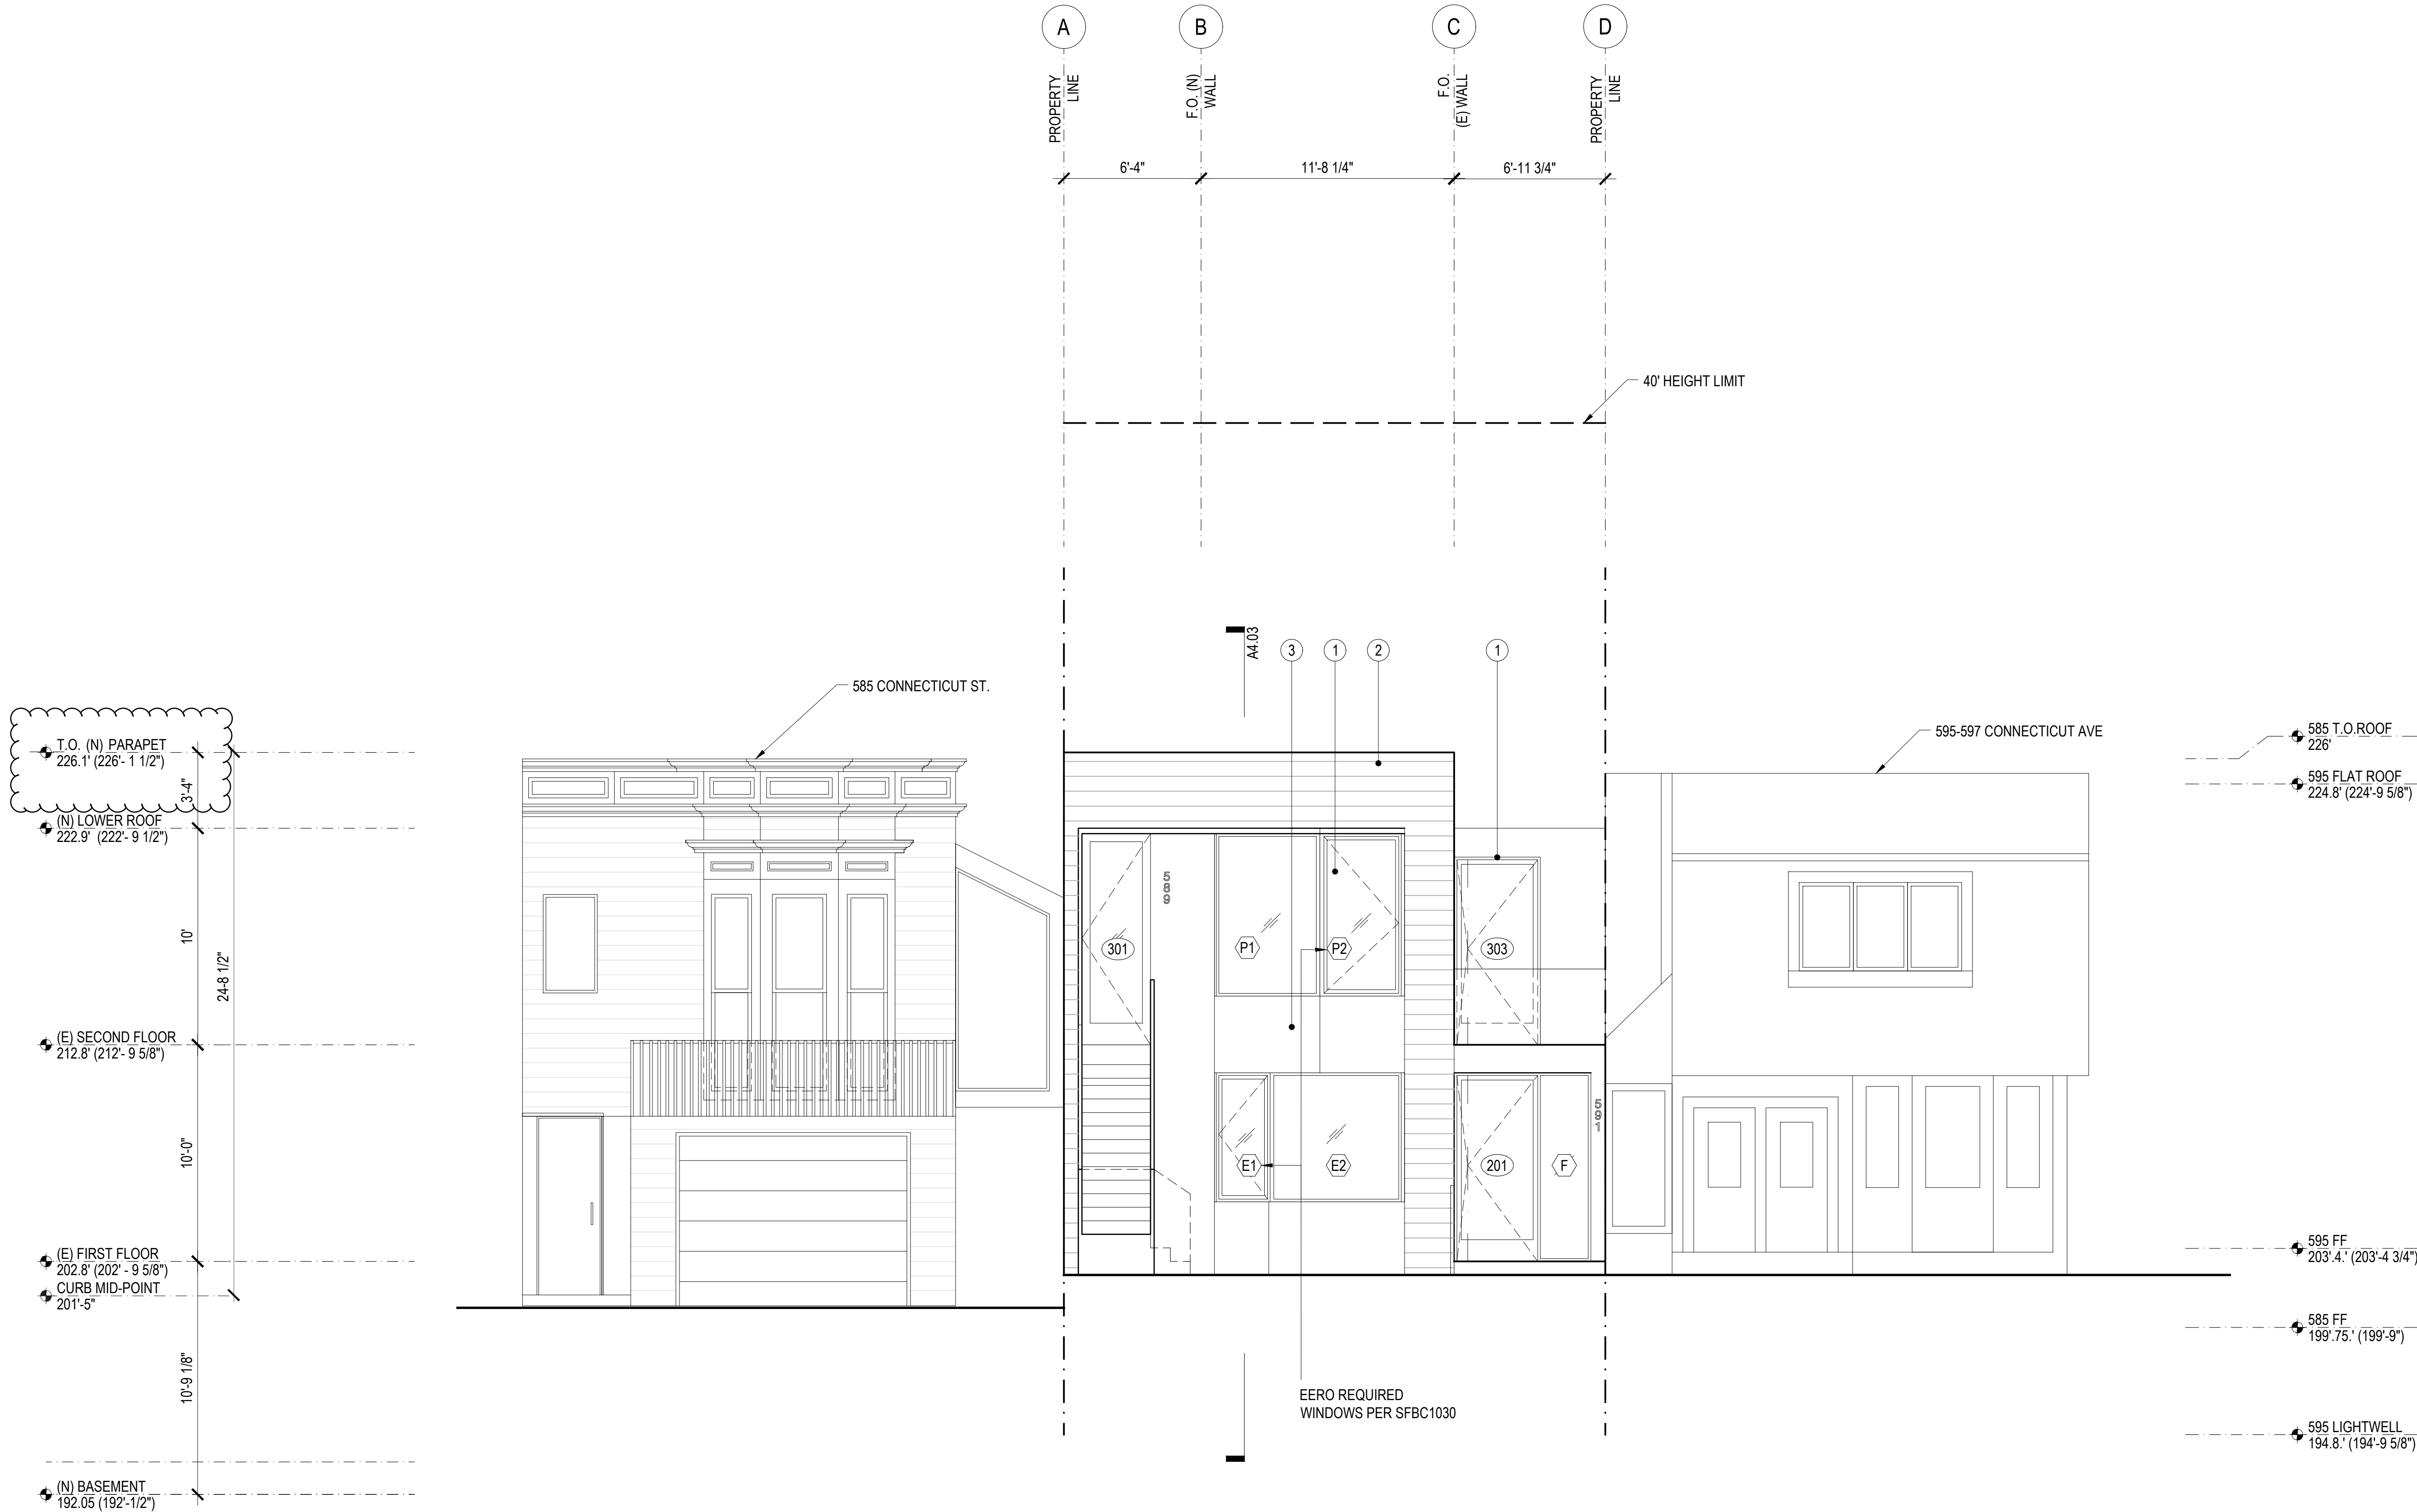 A
B
C
D
PROPERTY
LINE
F.O. (N)
WALL
F.O.
(E) WALL
PROPERTY
LINE
6'-4"
11'-8 1/4"
6'-11 3/4"
40' HEIGHT LIMIT
A4.03
3
1
2
1
585 CONNECTICUT ST.
595-597 CONNECTICUT AVE
T.O. (N) PARAPET
226.1' (226'- 1 1/2")
3'-4"
(N) LOWER ROOF
222.9' (222'- 9 1/2")
10'
24-8 1/2"
(E) SECOND FLOOR
212.8' (212'- 9 5/8")
10'-0"
(E) FIRST FLOOR
202.8' (202' - 9 5/8")
CURB MID-POINT
201'-5"
10'-9 1/8"
(N) BASEMENT
192.05 (192'-1/2")
589
301
P1
P2
303
E1
E2
201
F
591
EERO REQUIRED
WINDOWS PER SFBC1030
585 T.O.ROOF
226'
595 FLAT ROOF
224.8' (224'-9 5/8")
595 FF
203'.4.' (203'-4 3/4")
585 FF
199'.75.' (199'-9")
595 LIGHTWELL
194.8.' (194'-9 5/8")